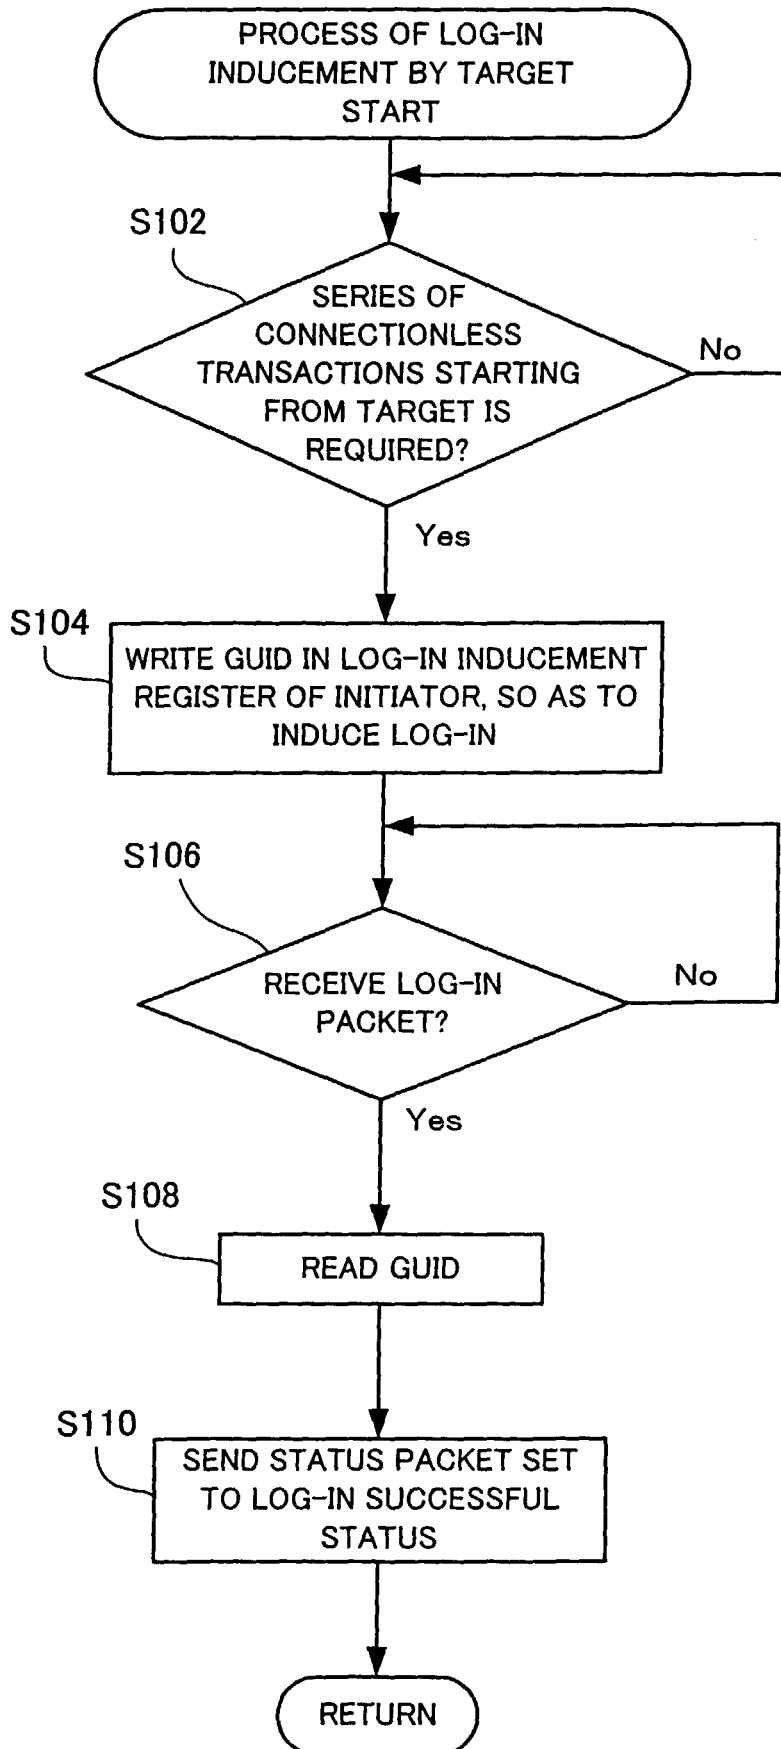 PROCESS OF LOG-IN
INDUCEMENT BY TARGET
START
S102
SERIES OF
CONNECTIONLESS
TRANSACTIONS STARTING
FROM TARGET IS
REQUIRED?
No
Yes
S104
WRITE GUID IN LOG-IN INDUCEMENT
REGISTER OF INITIATOR, SO AS TO
INDUCE LOG-IN
S106
RECEIVE LOG-IN
PACKET?
No
Yes
S108
READ GUID
S110
SEND STATUS PACKET SET
TO LOG-IN SUCCESSFUL
STATUS
RETURN